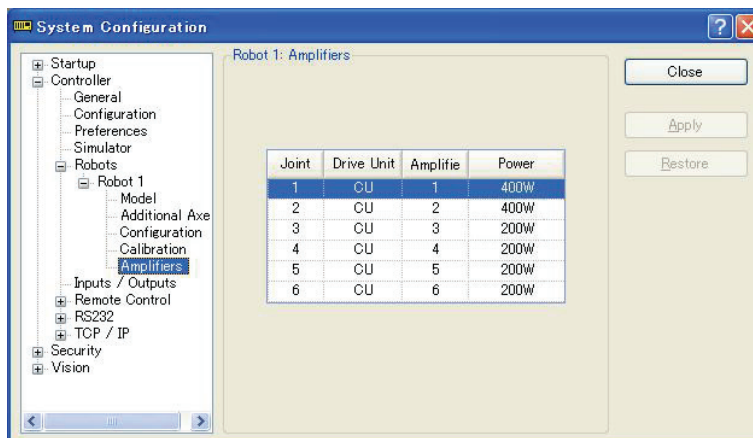 System Configuration
Startup
Controller
General
Configuration
Preferences
Simulator
Robots
Robot 1
Model
Additional Axe
Configuration
Calibration
Amplifiers
Inputs / Outputs
Remote Control
RS232
TCP / IP
Security
Vision
Robot 1: Amplifiers
Joint Drive Unit Amplifie Power
1 CU 1 400W
2 CU 2 400W
3 CU 3 200W
4 CU 4 200W
5 CU 5 200W
6 CU 6 200W
Close
Apply
Restore